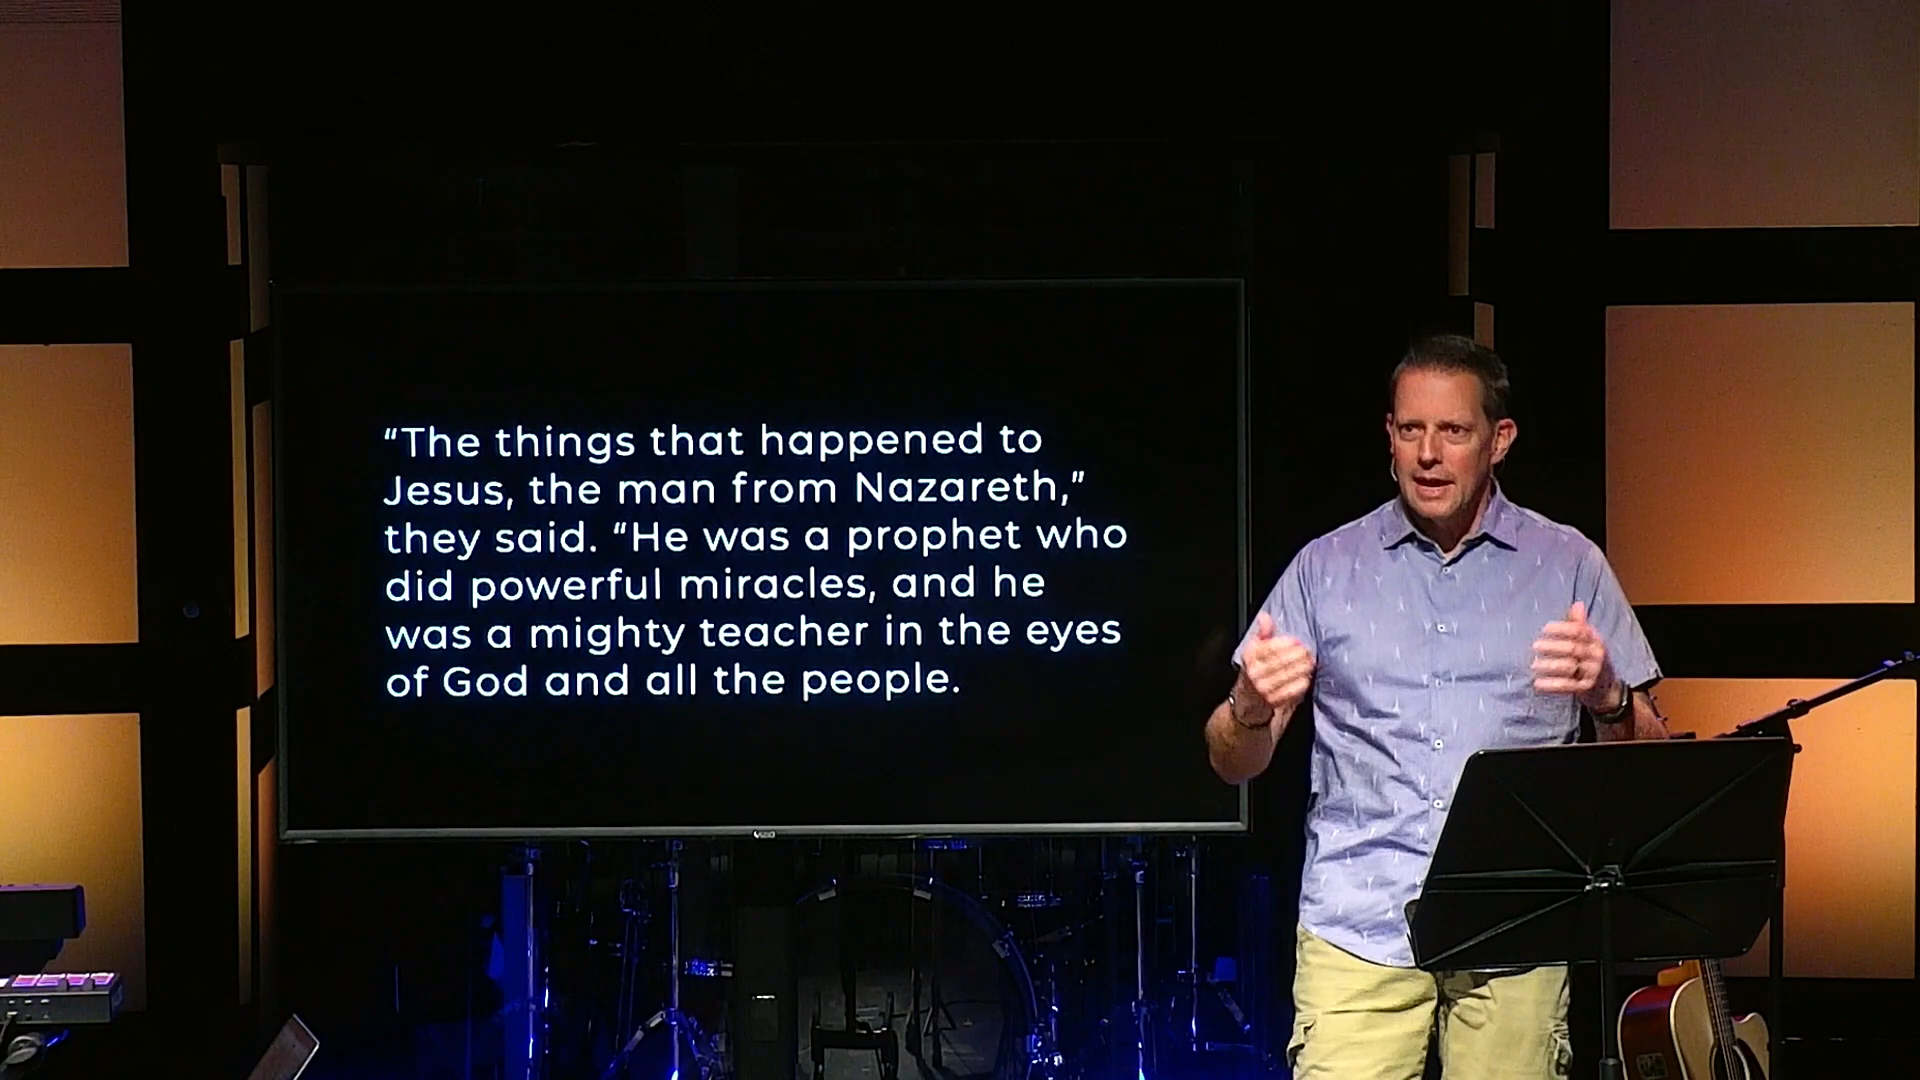 “The things that happened to
Jesus, the man from Nazareth,”
they said. “He was a prophet who
did powerful miracles, and he
was a mighty teacher in the eyes
of God and all the people.
VIZIO